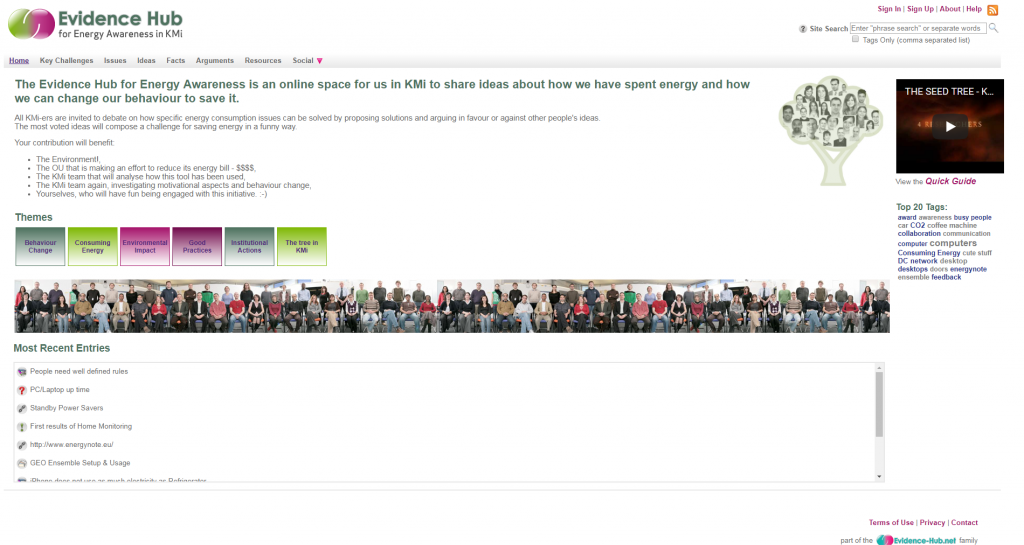 Evidence Hub
for Energy Awareness in KMi
Sign In | Sign Up | About | Help
Site Search Enter "phrase search" or separate words
Tags Only (comma separated list)
Home Key Challenges Issues Ideas Facts Arguments Resources Social
The Evidence Hub for Energy Awareness is an online space for us in KMi to share ideas about how we have spent energy and how
we can change our behaviour to save it.
All KMi-ers are invited to debate on how specific energy consumption issues can be solved by proposing solutions and arguing in favour or against other people's ideas.
The most voted ideas will compose a challenge for saving energy in a funny way.
Your contribution will benefit:
The Environment!,
The OU that is making an effort to reduce its energy bill - $$$$,
The KMi team that will analyse how this tool has been used,
The KMi team again, investigating motivational aspects and behaviour change,
Yourselves, who will have fun being engaged with this initiative. :-)
THE SEED TREE - K...
View the Quick Guide
Themes
Behaviour Change
Consuming Energy
Environmental Impact
Good Practices
Institutional Actions
The tree in KMi
Top 20 Tags:
award awareness busy people
car CO2 coffee machine
collaboration communication
computer computers
Consuming Energy cute stuff
DC network desktop
desktops doors energynote
ensemble feedback
Most Recent Entries
People need well defined rules
PC/Laptop up time
Standby Power Savers
First results of Home Monitoring
http://www.energynote.eu/
GEO Ensemble Setup & Usage
iPhone does not use as much electricity as Refrigerator
Terms of Use | Privacy | Contact
part of the Evidence-Hub.net family